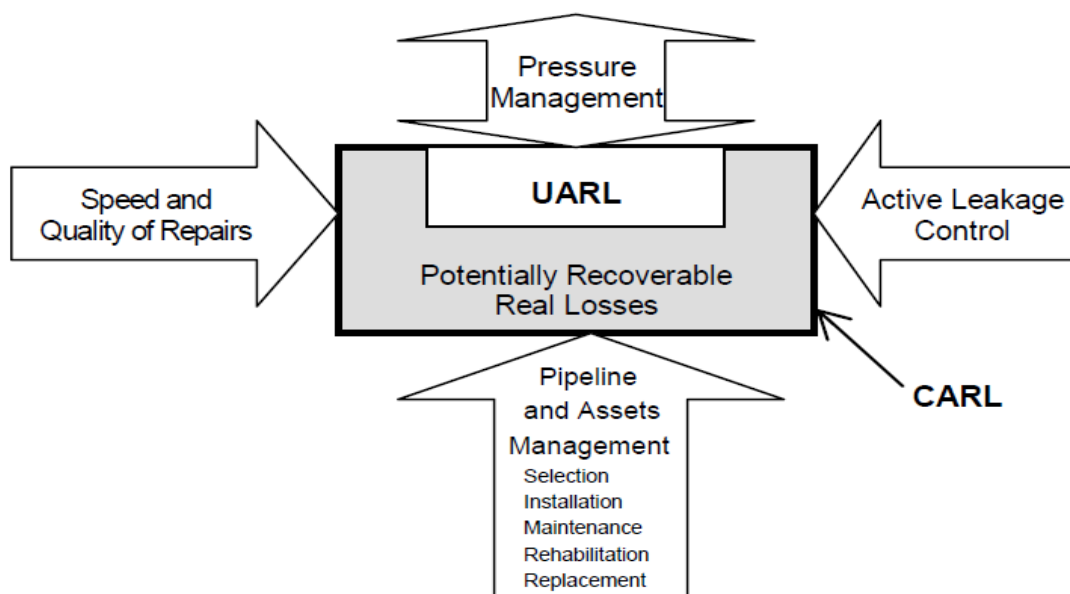 Pressure
Management
Speed and
Quality of Repairs
UARL
Active Leakage
Control
Potentially Recoverable
Real Losses
CARL
Pipeline
and Assets
Management
Selection
Installation
Maintenance
Rehabilitation
Replacement